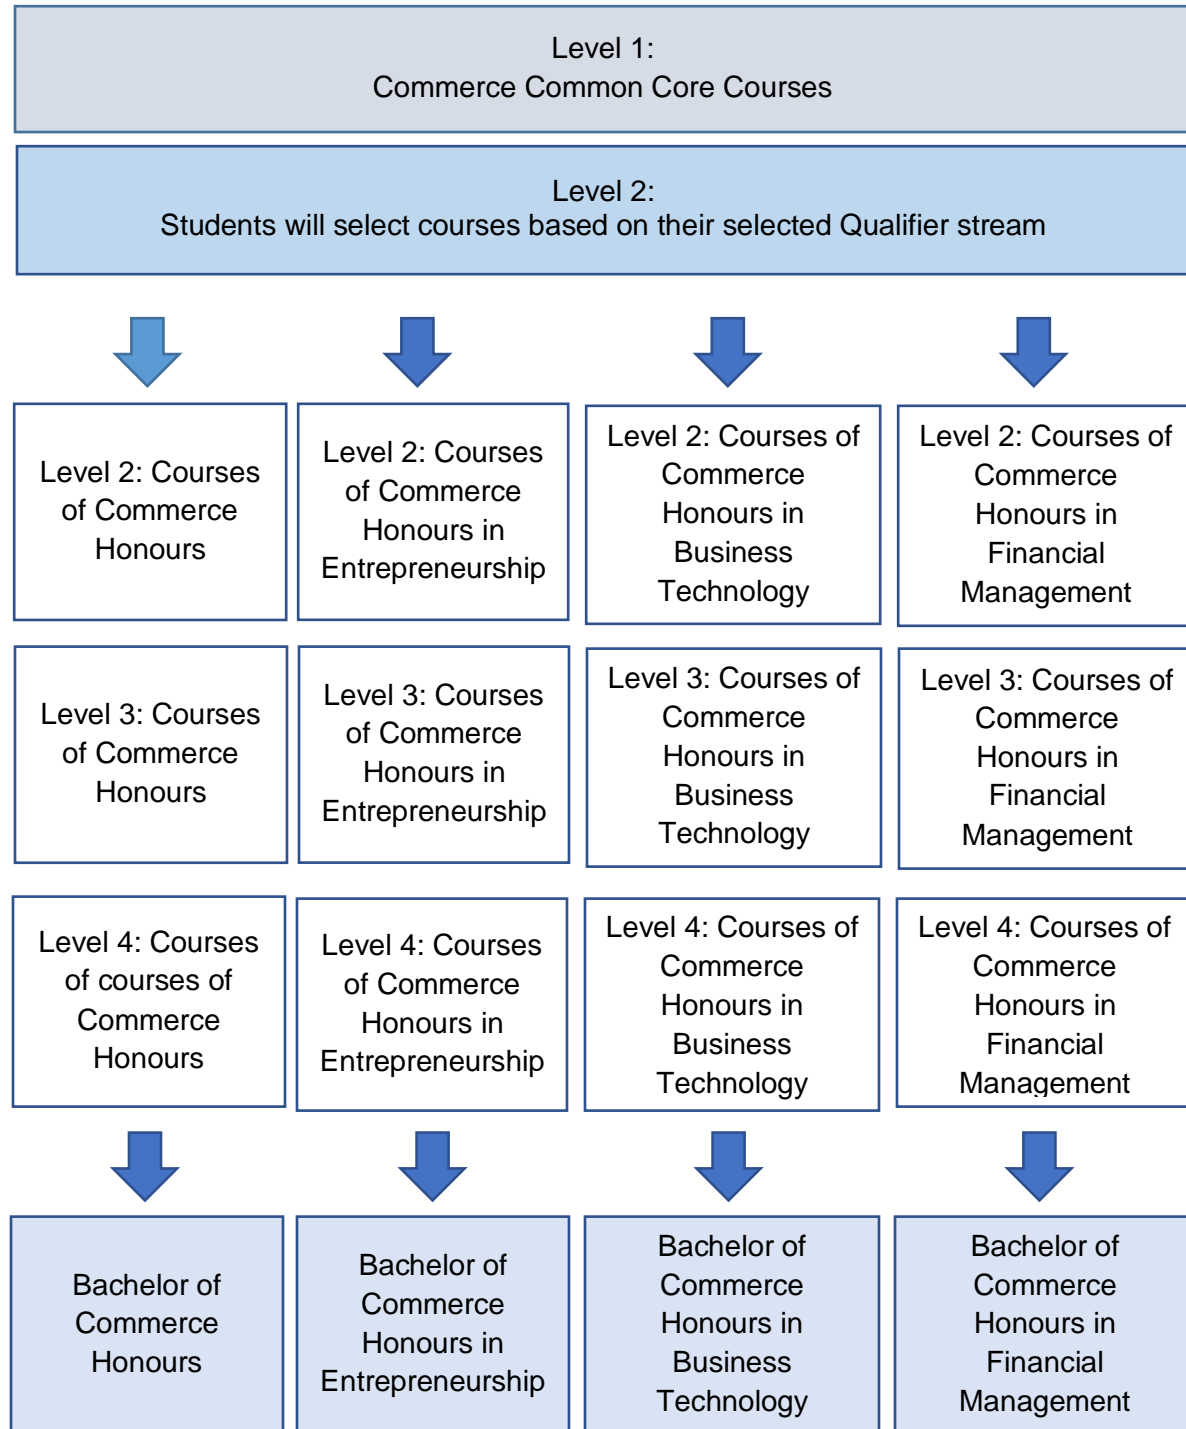 Level 1:
Commerce Common Core Courses
Level 2:
Students will select courses based on their selected Qualifier stream
Level 2: Courses
of Commerce
Honours
Level 2: Courses
of Commerce
Honours in
Entrepreneurship
Level 2: Courses of
Commerce
Honours in
Business
Technology
Level 2: Courses of
Commerce
Honours in
Financial
Management
Level 3: Courses
of Commerce
Honours
Level 3: Courses
of Commerce
Honours in
Entrepreneurship
Level 3: Courses of
Commerce
Honours in
Business
Technology
Level 3: Courses of
Commerce
Honours in
Financial
Management
Level 4: Courses
of courses of
Commerce
Honours
Level 4: Courses
of Commerce
Honours in
Entrepreneurship
Level 4: Courses of
Commerce
Honours in
Business
Technology
Level 4: Courses of
Commerce
Honours in
Financial
Management
Bachelor of
Commerce
Honours
Bachelor of
Commerce
Honours in
Entrepreneurship
Bachelor of
Commerce
Honours in
Business
Technology
Bachelor of
Commerce
Honours in
Financial
Management